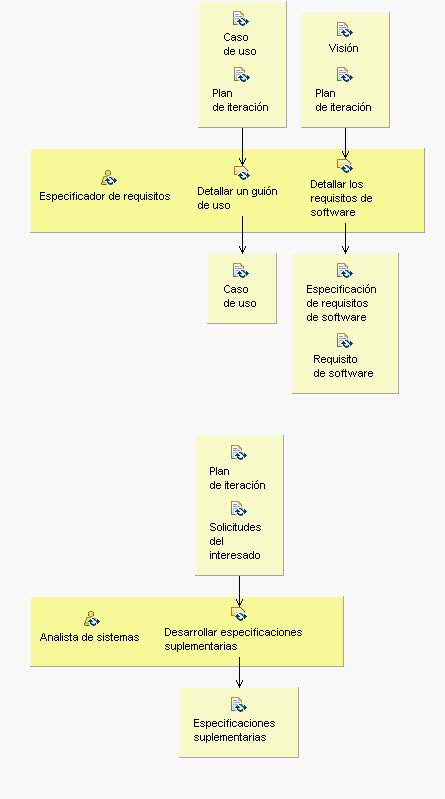 Caso
de uso
Plan
de iteración
Visión
Plan
de iteración
Especificador de requisitos
Detallar un guión
de uso
Detallar los
requisitos de
software
Caso
de uso
Especificación
de requisitos
de software
Requisito
de software
Plan
de iteración
Solicitudes
del
interesado
Analista de sistemas
Desarrollar especificaciones
suplementarias
Especificaciones
suplementarias